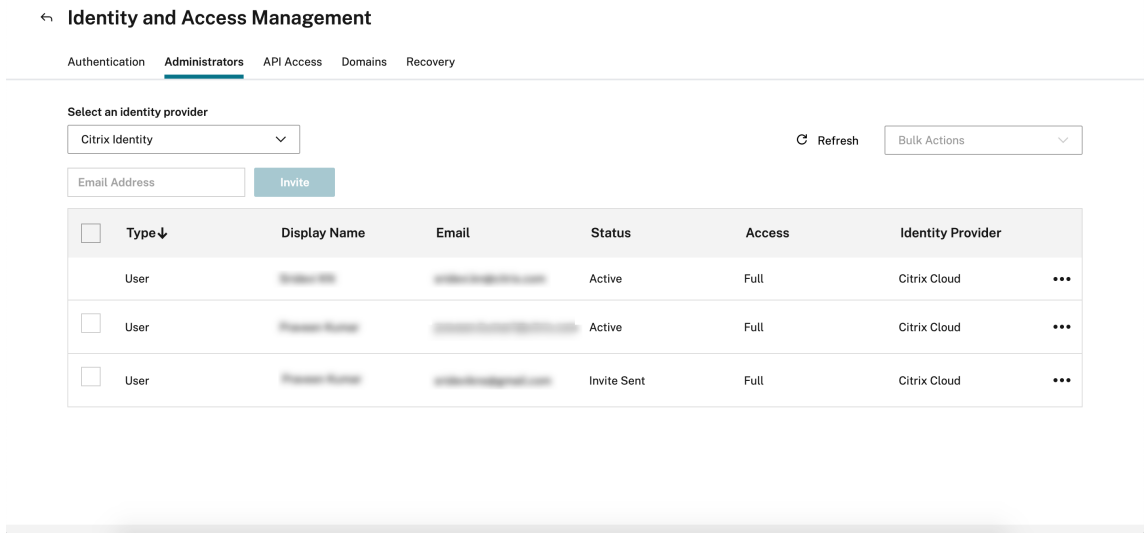 Identity and Access Management
Authentication Administrators API Access Domains Recovery
Select an identity provider
Citrix Identity
Refresh
Bulk Actions
Email Address
Invite
Type Display Name Email Status Access Identity Provider
User Active Full Citrix Cloud
User Active Full Citrix Cloud
User Invite Sent Full Citrix Cloud